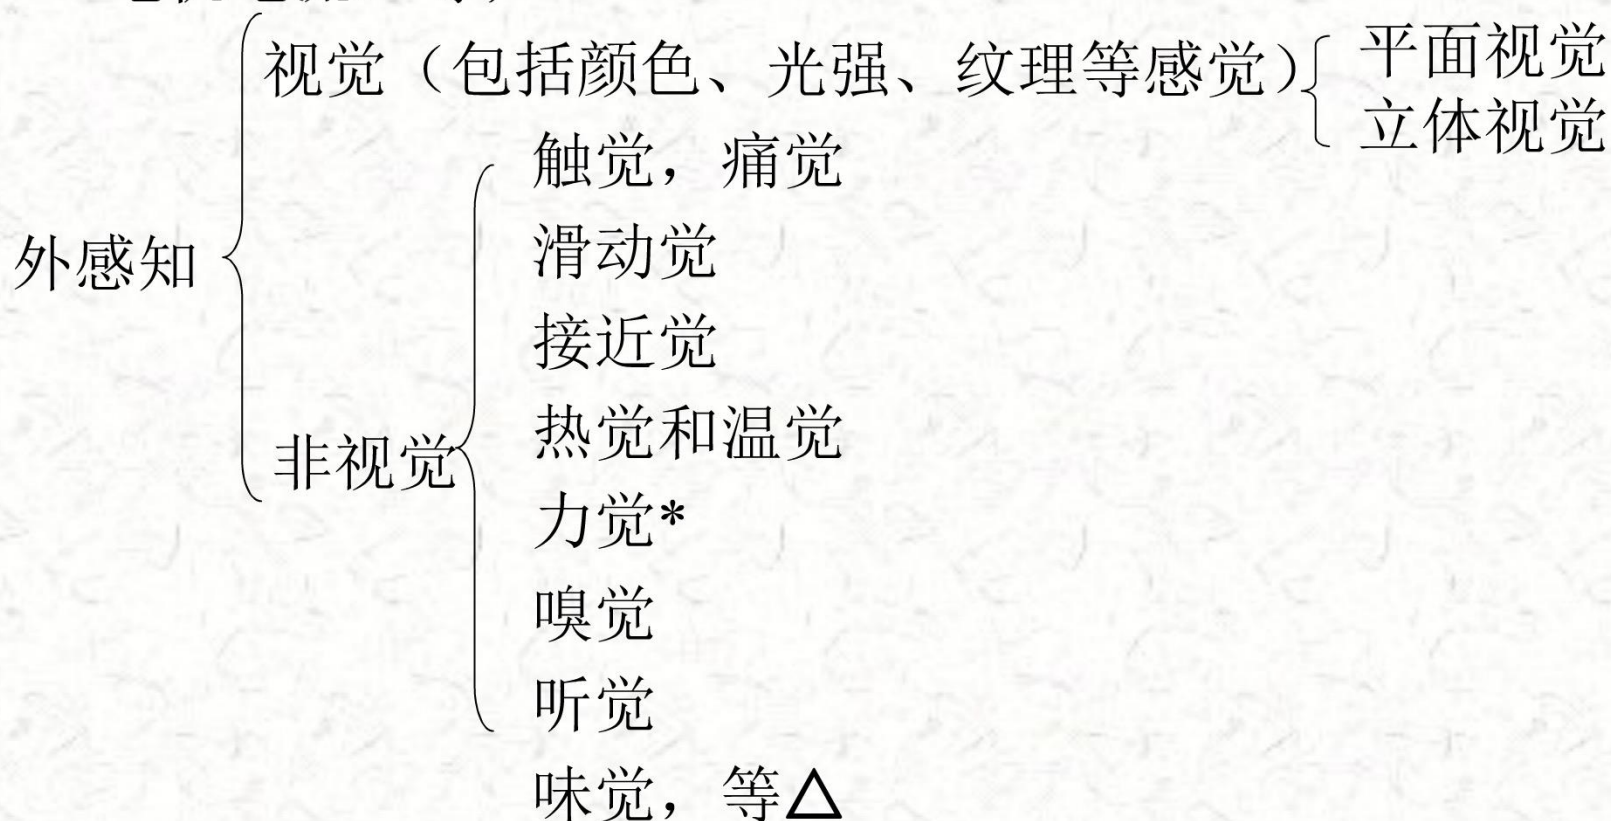 视觉（包括颜色、光强、纹理等感觉）
平面视觉
立体视觉
外感知
非视觉
触觉，痛觉
滑动觉
接近觉
热觉和温觉
力觉*
嗅觉
听觉
味觉，等△